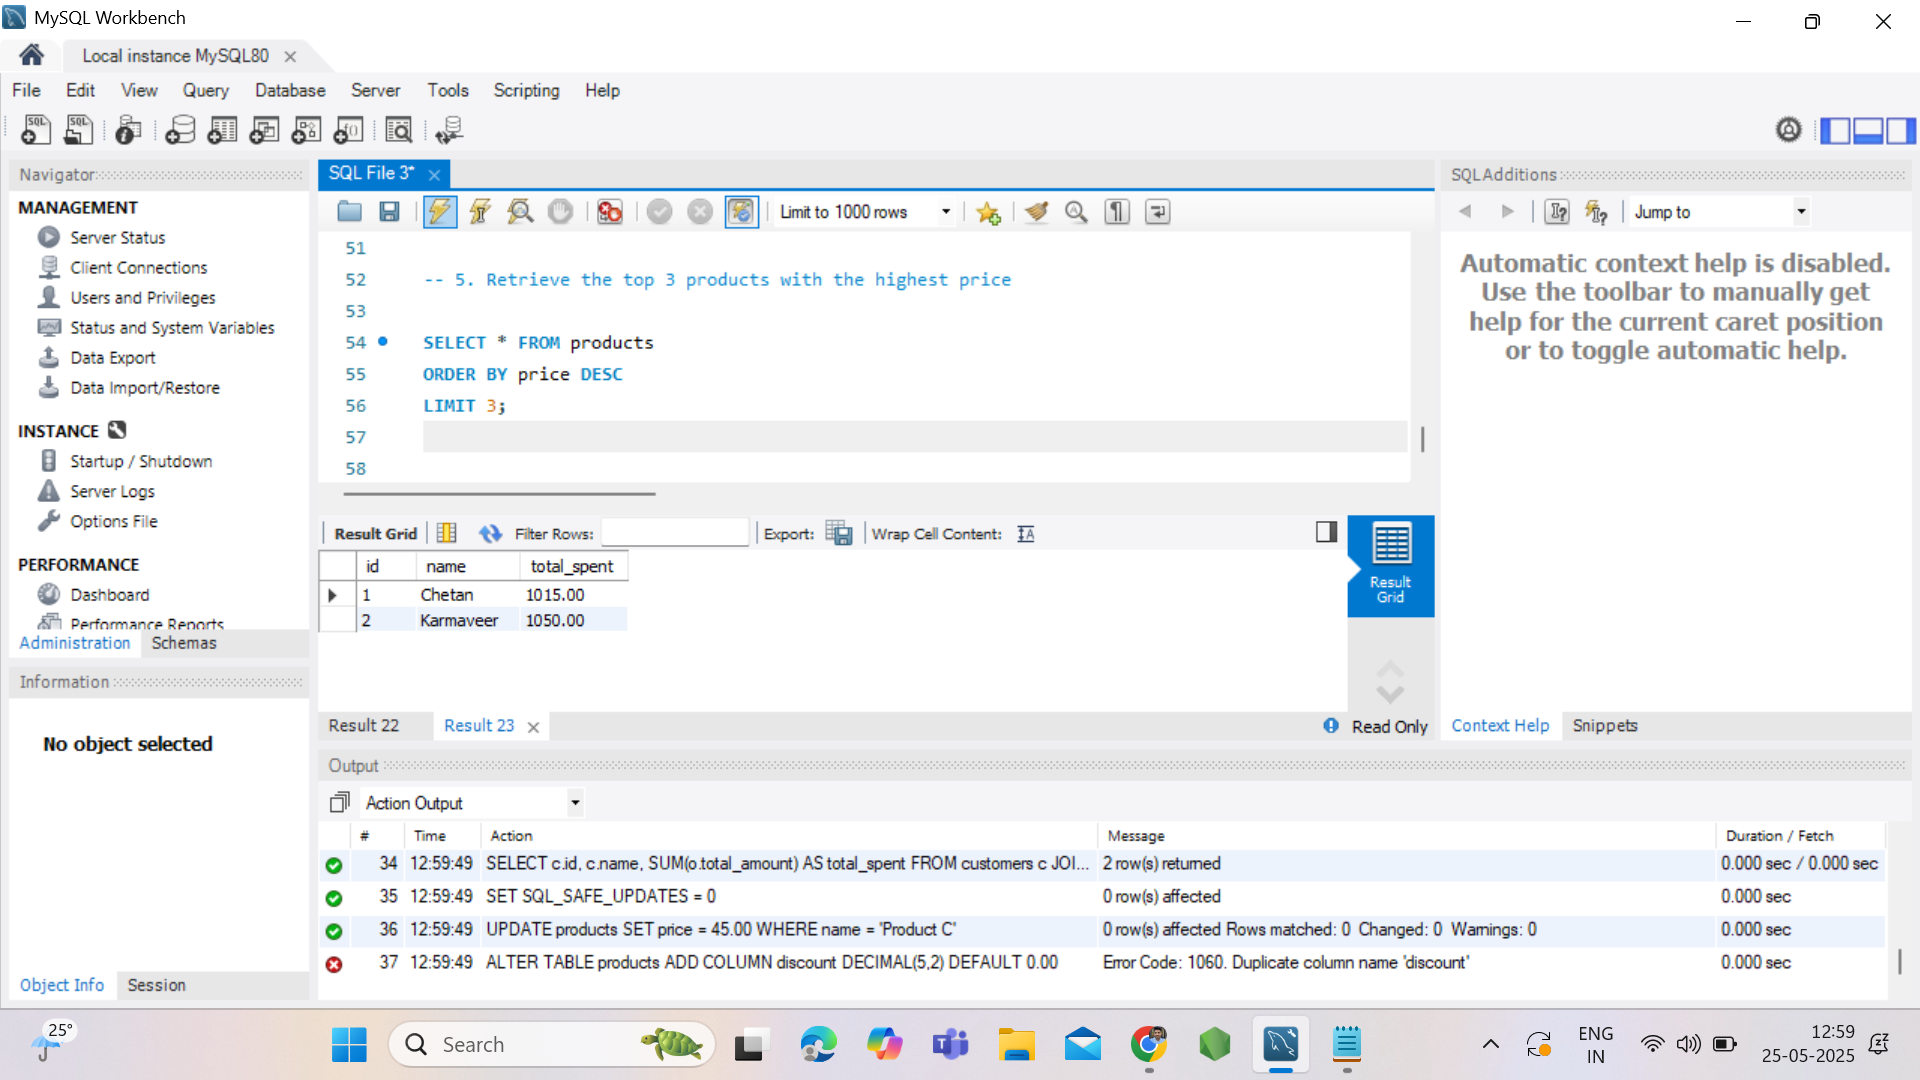 MySQL Workbench
Local instance MySQL80
File Edit View Query Database Server Tools Scripting Help
Navigator
MANAGEMENT
Server Status
Client Connections
Users and Privileges
Status and System Variables
Data Export
Data Import/Restore
INSTANCE
Startup / Shutdown
Server Logs
Options File
PERFORMANCE
Dashboard
Performance Reports
Administration Schemas
Information
No object selected
Object Info Session
SQL File 3*
Limit to 1000 rows
51
52 -- 5. Retrieve the top 3 products with the highest price
53
54 SELECT * FROM products
55 ORDER BY price DESC
56 LIMIT 3;
57
58
Result Grid Filter Rows: Export: Wrap Cell Content:
id name total_spent
1 Chetan 1015.00
2 Karmaveer 1050.00
Result Grid
Result 22 Result 23 Read Only
SQLAdditions
Jump to
Automatic context help is disabled.
Use the toolbar to manually get
help for the current caret position
or to toggle automatic help.
Context Help Snippets
Output
Action Output
# Time Action Message Duration / Fetch
34 12:59:49 SELECT c.id, c.name, SUM(o.total_amount) AS total_spent FROM customers c JOI... 2 row(s) returned 0.000 sec / 0.000 sec
35 12:59:49 SET SQL_SAFE_UPDATES = 0 0 row(s) affected 0.000 sec
36 12:59:49 UPDATE products SET price = 45.00 WHERE name = 'Product C' 0 row(s) affected Rows matched: 0 Changed: 0 Warnings: 0 0.000 sec
37 12:59:49 ALTER TABLE products ADD COLUMN discount DECIMAL(5,2) DEFAULT 0.00 Error Code: 1060. Duplicate column name 'discount' 0.000 sec
25°
Search
ENG
IN
12:59
25-05-2025